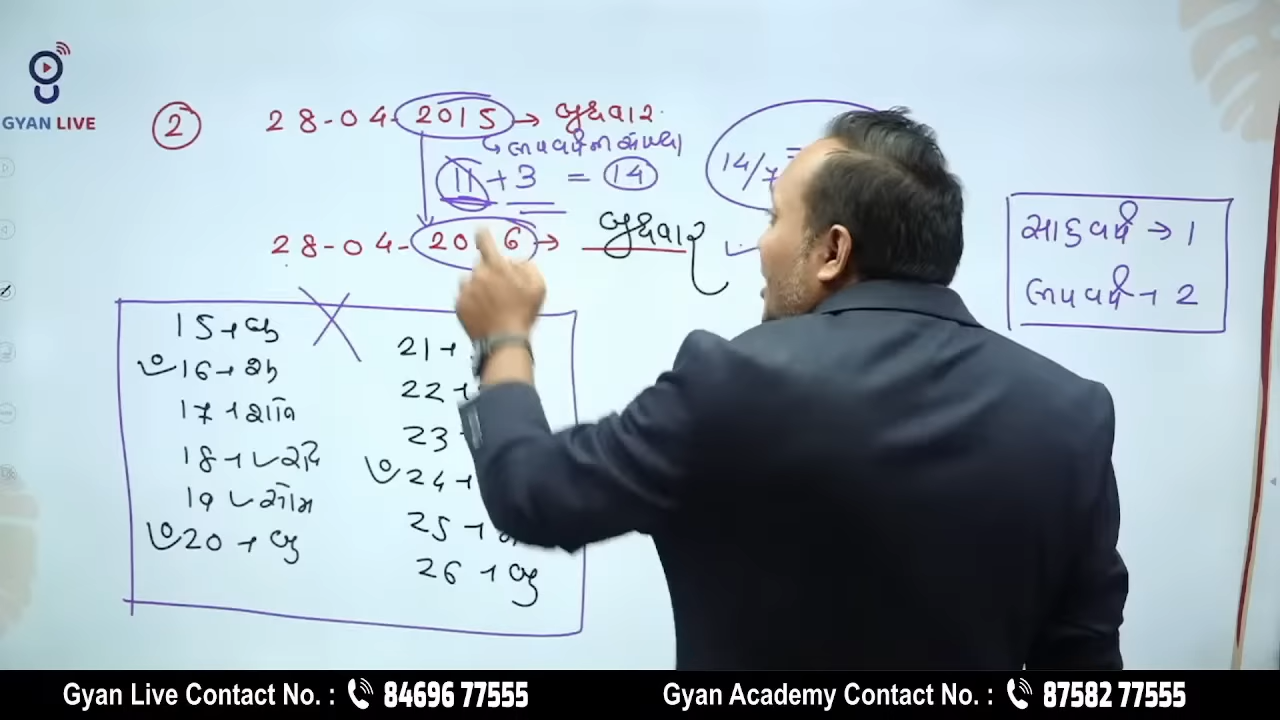 GYAN LIVE
2 28-04-2015 → બુધવાર
→ લીપ વર્ષની સંખ્યા
11 + 3 = 14
14/7 =
28-04-20 6 → બુધવાર
સાદુ વર્ષ → 1
લીપવર્ષ → 2
15 →
16 →
17 → શનિ
18 → રવિ
19 સોમ
20 → બુ
21 →
22 →
23
24 →
25 →
26 → બુ
Gyan Live Contact No. : 84696 77555
Gyan Academy Contact No. : 87582 77555